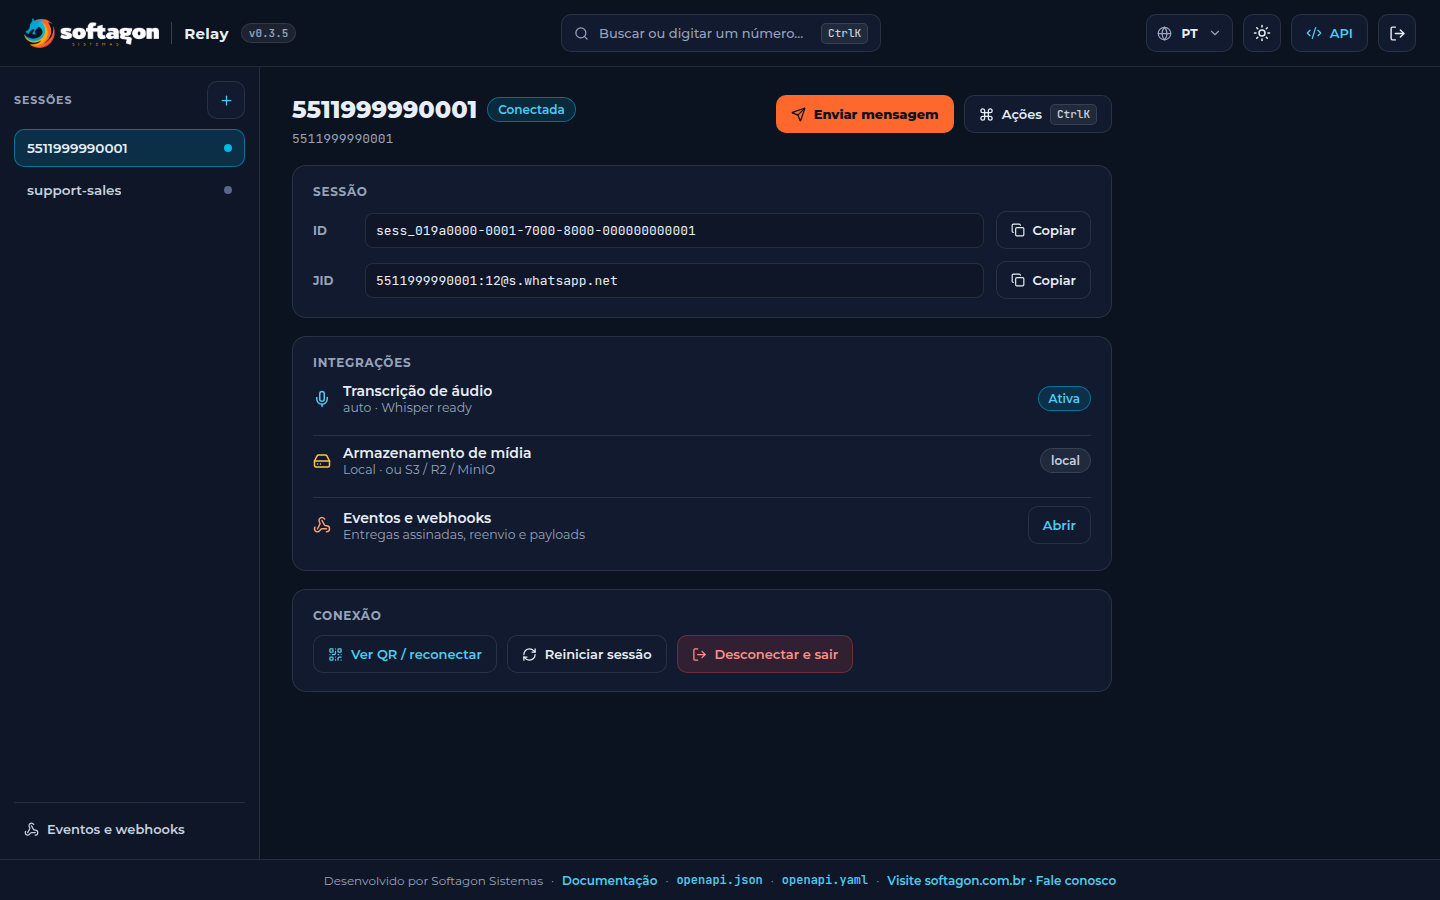 softagon
SISTEMAS
Relay
v0.3.5
Buscar ou digitar um número...
CtrlK
PT
API
SESSÕES
5511999990001
support-sales
Eventos e webhooks
5511999990001
Conectada
5511999990001
Enviar mensagem
Ações
CtrlK
SESSÃO
ID
sess_019a0000-0001-7000-8000-000000000001
Copiar
JID
5511999990001:12@s.whatsapp.net
Copiar
INTEGRAÇÕES
Transcrição de áudio
auto · Whisper ready
Ativa
Armazenamento de mídia
Local · ou S3 / R2 / MinIO
local
Eventos e webhooks
Entregas assinadas, reenvio e payloads
Abrir
CONEXÃO
Ver QR / reconectar
Reiniciar sessão
Desconectar e sair
Desenvolvido por Softagon Sistemas · Documentação · openapi.json · openapi.yaml · Visite softagon.com.br · Fale conosco